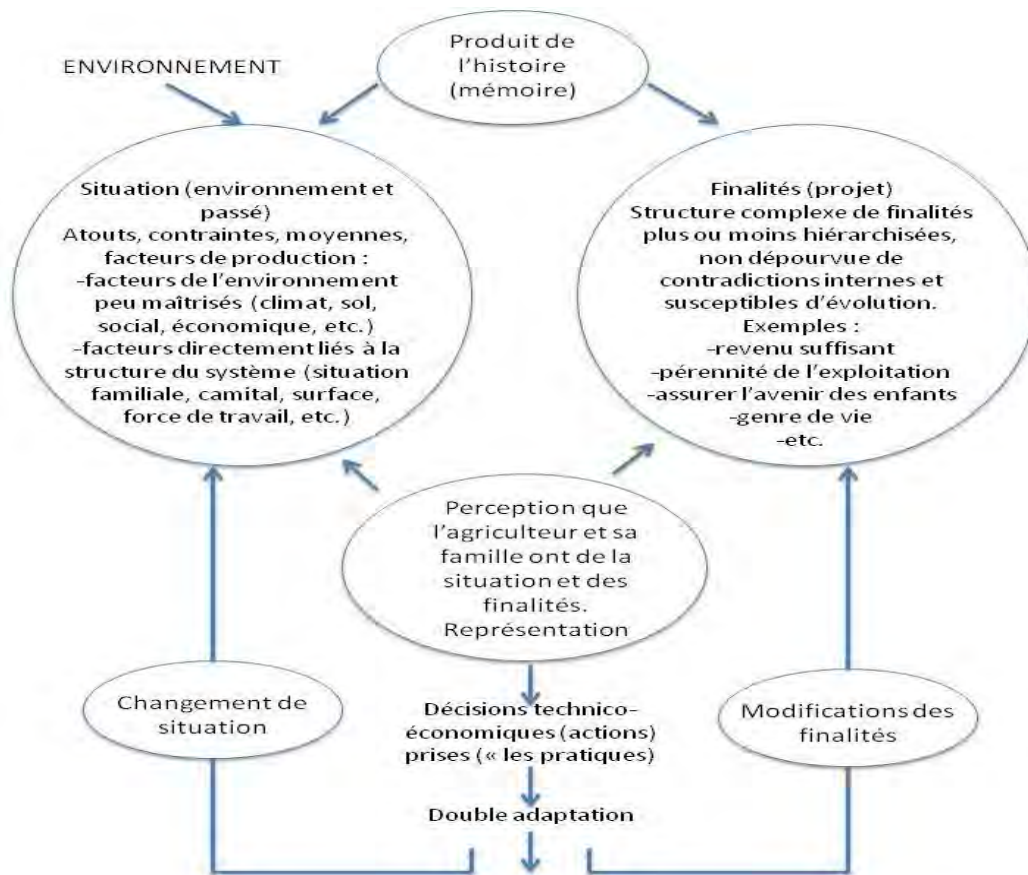 Produit de
l'histoire
(mémoire)
ENVIRONNEMENT
Situation (environnement et
passé)
Atouts, contraintes, moyennes,
facteurs de production :
-facteurs de l'environnement
peu maîtrisés (climat, sol,
social, économique, etc.)
-facteurs directement liés à la
structure du système (situation
familiale, camital, surface,
force de travail, etc.)
Finalités (projet)
Structure complexe de finalités
plus ou moins hiérarchisées,
non dépourvue de
contradictions internes et
susceptibles d'évolution.
Exemples :
-revenu suffisant
-pérennité de l'exploitation
-assurer l'avenir des enfants
-genre de vie
-etc.
Perception que
l'agriculteur et sa
famille ont de la
situation et des
finalités.
Représentation
Changement de
situation
Décisions technico-
économiques (actions)
prises (« les pratiques)
Modifications des
finalités
Double adaptation